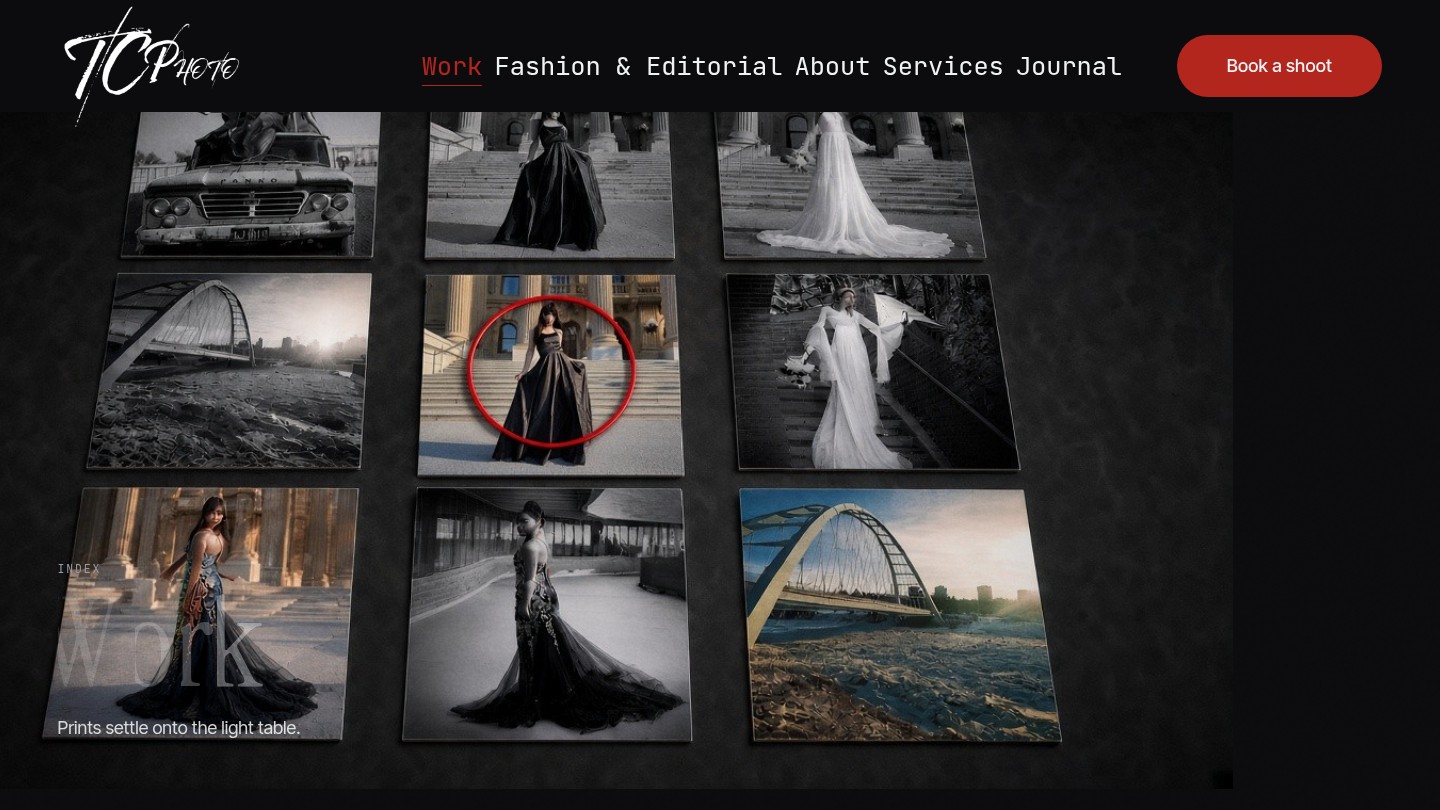 TCPHOTO
Work Fashion & Editorial About Services Journal
Book a shoot
INDEX
Work
Prints settle onto the light table.